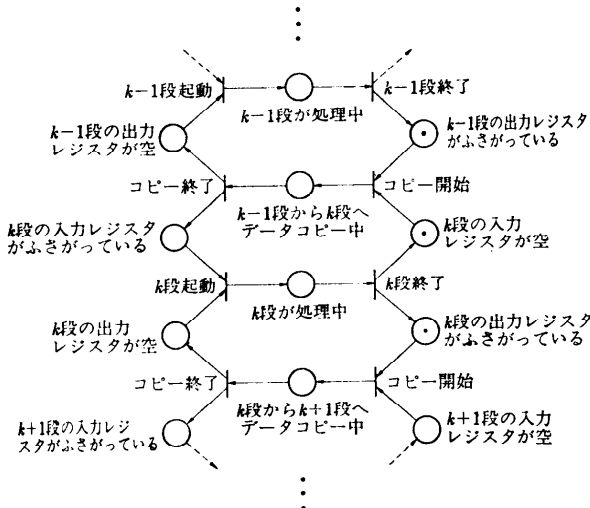 k−1段起動
k−1段が処理中
k−1段終了
k−1段の出力
レジスタが空
k−1段の出力レジスタ
がふさがっている
コピー終了
k−1段からk段へ
データコピー中
コピー開始
k段の入力レジスタ
がふさがっている
k段の入力
レジスタが空
k段起動
k段が処理中
k段終了
k段の出力
レジスタが空
k段の出力レジスタ
がふさがっている
コピー終了
k段からk+1段へ
データコピー中
コピー開始
k+1段の入力レジ
スタがふさがっている
k+1段の入力
レジスタが空